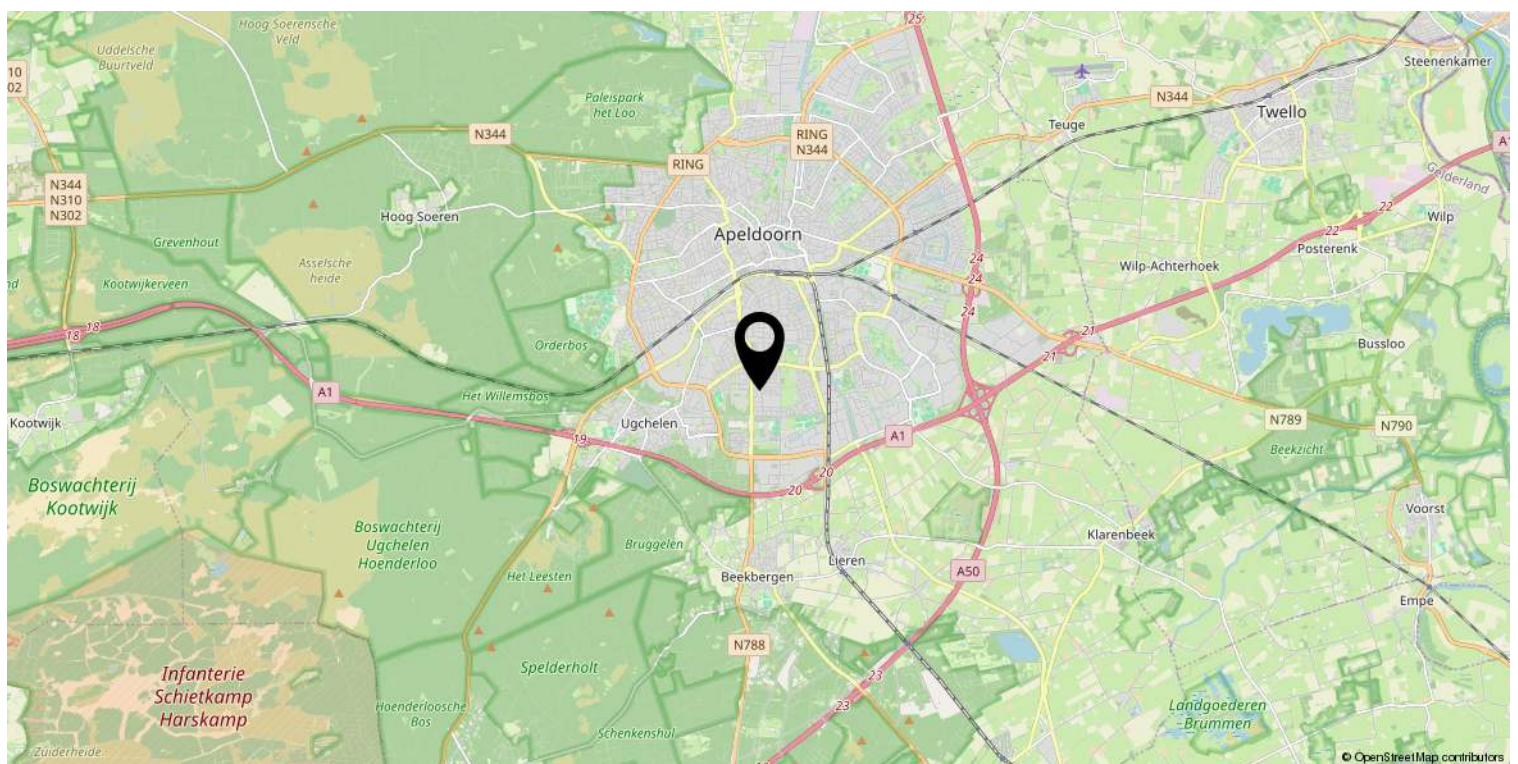 Hoog Soerensche
Veld
25
Uddelsche
Buurtveld
Steenenkamer
10
02
Paleispark
het Loo
N344
Twello
Teuge
N344
RING
N344
RING
A1
N344
N310
N302
Gelderland
Hoog Soeren
22
Wilp
Apeldoorn
22
Grevenhout
Posterenk
Asselsche
heide
24
Wilp-Achterhoek
24
nd
Kootwijkerveen
24
18
18
21
Orderbos
Bussloo
21
A1
Het Willemsbos
Kootwijk
Ugchelen
N789
N790
19
A1
Beekzicht
20
Boswachterij
Kootwijk
20
Voorst
Boswachterij
Ugchelen
Hoenderloo
Klarenbeek
Bruggelen
Lieren
Het Leesten
Beekbergen
A50
Empe
N788
Spelderholt
Infanterie
Schietkamp
Harskamp
23
Hoenderloosche
Bos
23
Landgoederen
Brummen
Schenkenshul
Zuiderheide
© OpenStreetMap contributors